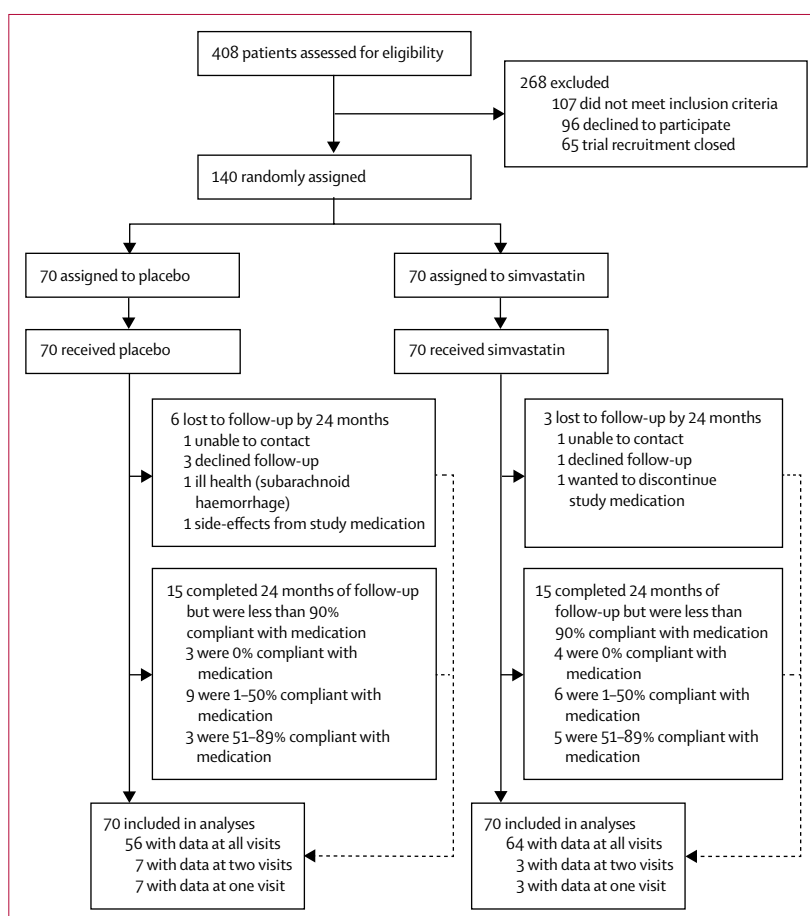 408 patients assessed for eligibility
268 excluded
107 did not meet inclusion criteria
96 declined to participate
65 trial recruitment closed
140 randomly assigned
70 assigned to placebo
70 assigned to simvastatin
70 received placebo
70 received simvastatin
6 lost to follow-up by 24 months
1 unable to contact
3 declined follow-up
1 ill health (subarachnoid
haemorrhage)
1 side-effects from study medication
3 lost to follow-up by 24 months
1 unable to contact
1 declined follow-up
1 wanted to discontinue
study medication
15 completed 24 months of follow-up
but were less than 90%
compliant with medication
3 were 0% compliant with
medication
9 were 1–50% compliant with
medication
3 were 51–89% compliant with
medication
15 completed 24 months of
follow-up but were less than
90% compliant with medication
4 were 0% compliant with
medication
6 were 1–50% compliant with
medication
5 were 51–89% compliant with
medication
70 included in analyses
56 with data at all visits
7 with data at two visits
7 with data at one visit
70 included in analyses
64 with data at all visits
3 with data at two visits
3 with data at one visit